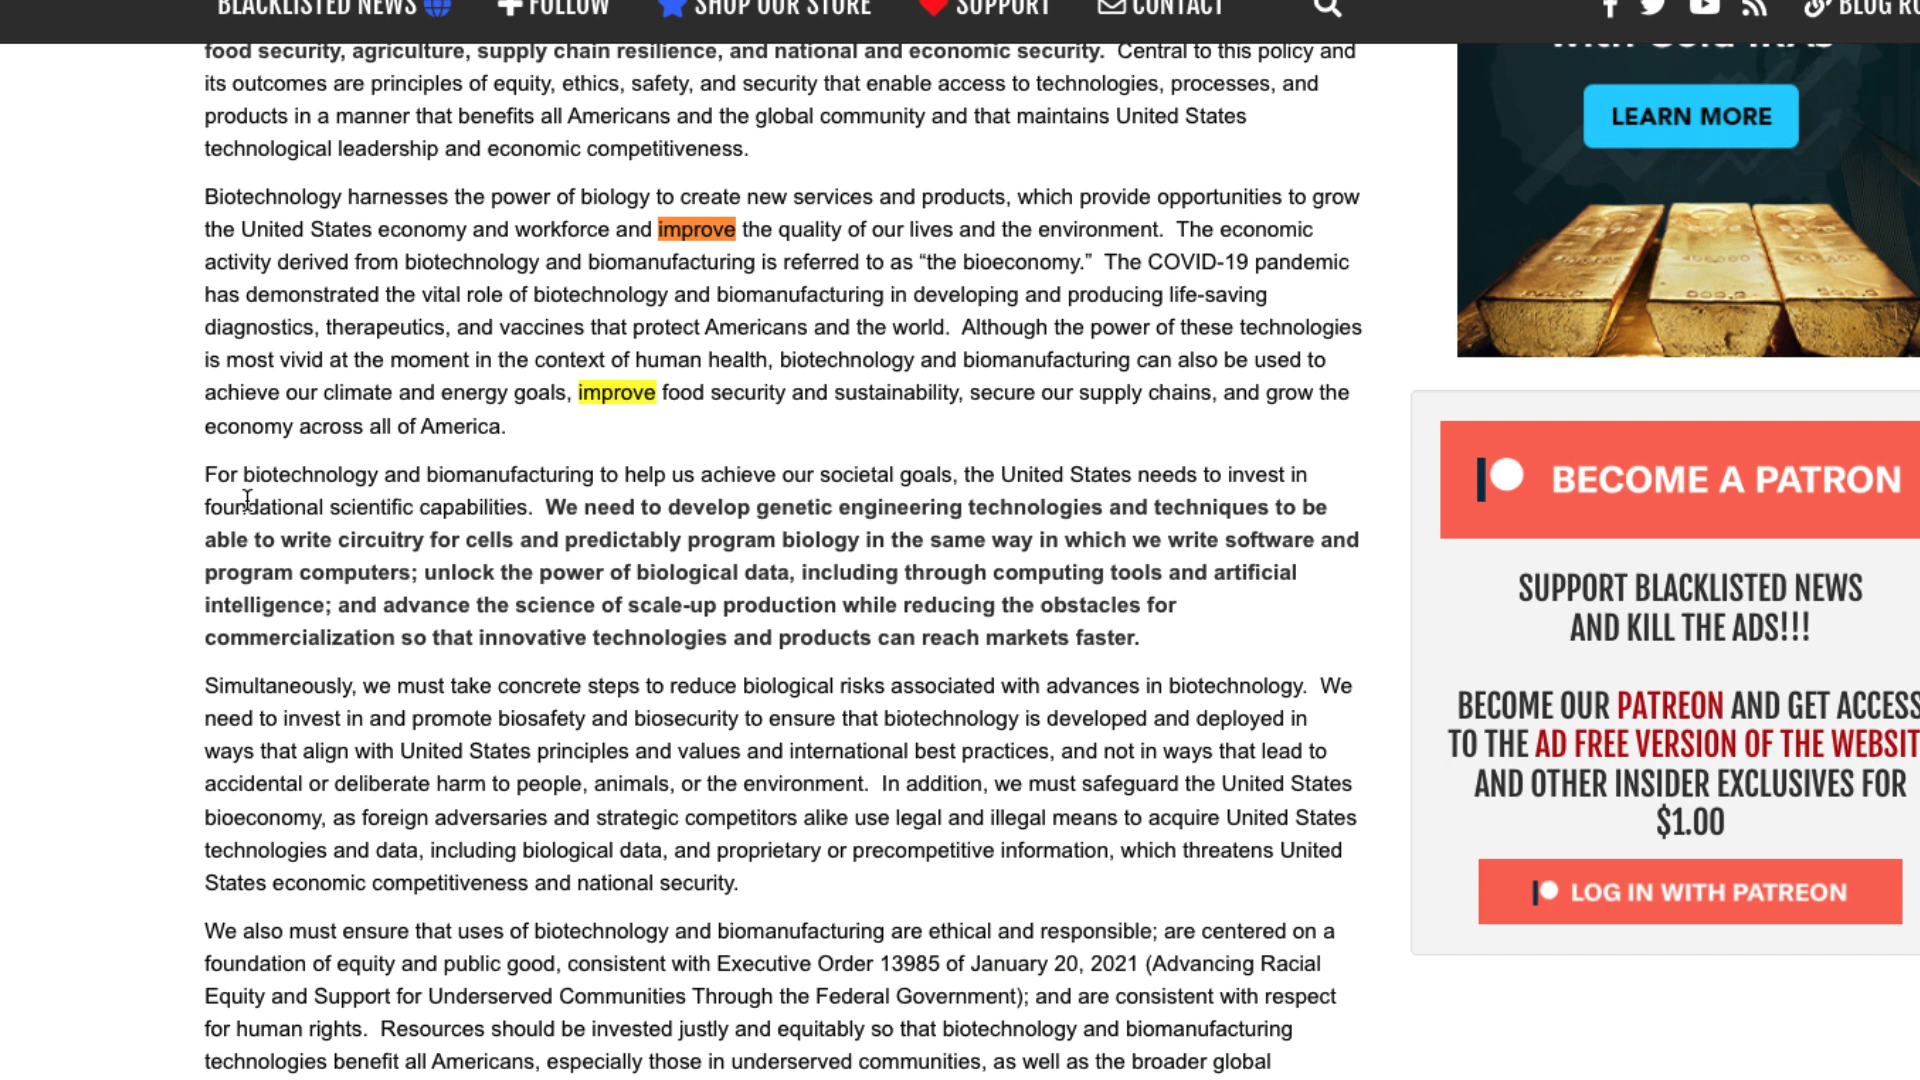 BLACKLISTED NEWS
FOLLOW
SHOP OUR STORE
SUPPORT
CONTACT
food security, agriculture, supply chain resilience, and national and economic security.  Central to this policy and
its outcomes are principles of equity, ethics, safety, and security that enable access to technologies, processes, and
products in a manner that benefits all Americans and the global community and that maintains United States
technological leadership and economic competitiveness.
Biotechnology harnesses the power of biology to create new services and products, which provide opportunities to grow
the United States economy and workforce and improve the quality of our lives and the environment.  The economic
activity derived from biotechnology and biomanufacturing is referred to as “the bioeconomy.”  The COVID-19 pandemic
has demonstrated the vital role of biotechnology and biomanufacturing in developing and producing life-saving
diagnostics, therapeutics, and vaccines that protect Americans and the world.  Although the power of these technologies
is most vivid at the moment in the context of human health, biotechnology and biomanufacturing can also be used to
achieve our climate and energy goals, improve food security and sustainability, secure our supply chains, and grow the
economy across all of America.
For biotechnology and biomanufacturing to help us achieve our societal goals, the United States needs to invest in
foundational scientific capabilities.  We need to develop genetic engineering technologies and techniques to be
able to write circuitry for cells and predictably program biology in the same way in which we write software and
program computers; unlock the power of biological data, including through computing tools and artificial
intelligence; and advance the science of scale-up production while reducing the obstacles for
commercialization so that innovative technologies and products can reach markets faster.
Simultaneously, we must take concrete steps to reduce biological risks associated with advances in biotechnology.  We
need to invest in and promote biosafety and biosecurity to ensure that biotechnology is developed and deployed in
ways that align with United States principles and values and international best practices, and not in ways that lead to
accidental or deliberate harm to people, animals, or the environment.  In addition, we must safeguard the United States
bioeconomy, as foreign adversaries and strategic competitors alike use legal and illegal means to acquire United States
technologies and data, including biological data, and proprietary or precompetitive information, which threatens United
States economic competitiveness and national security.
We also must ensure that uses of biotechnology and biomanufacturing are ethical and responsible; are centered on a
foundation of equity and public good, consistent with Executive Order 13985 of January 20, 2021 (Advancing Racial
Equity and Support for Underserved Communities Through the Federal Government); and are consistent with respect
for human rights.  Resources should be invested justly and equitably so that biotechnology and biomanufacturing
technologies benefit all Americans, especially those in underserved communities, as well as the broader global
BLOG RO
with Gold IRAs
LEARN MORE
BECOME A PATRON
SUPPORT BLACKLISTED NEWS
AND KILL THE ADS!!!
BECOME OUR PATREON AND GET ACCESS
TO THE AD FREE VERSION OF THE WEBSIT
AND OTHER INSIDER EXCLUSIVES FOR
$1.00
LOG IN WITH PATREON